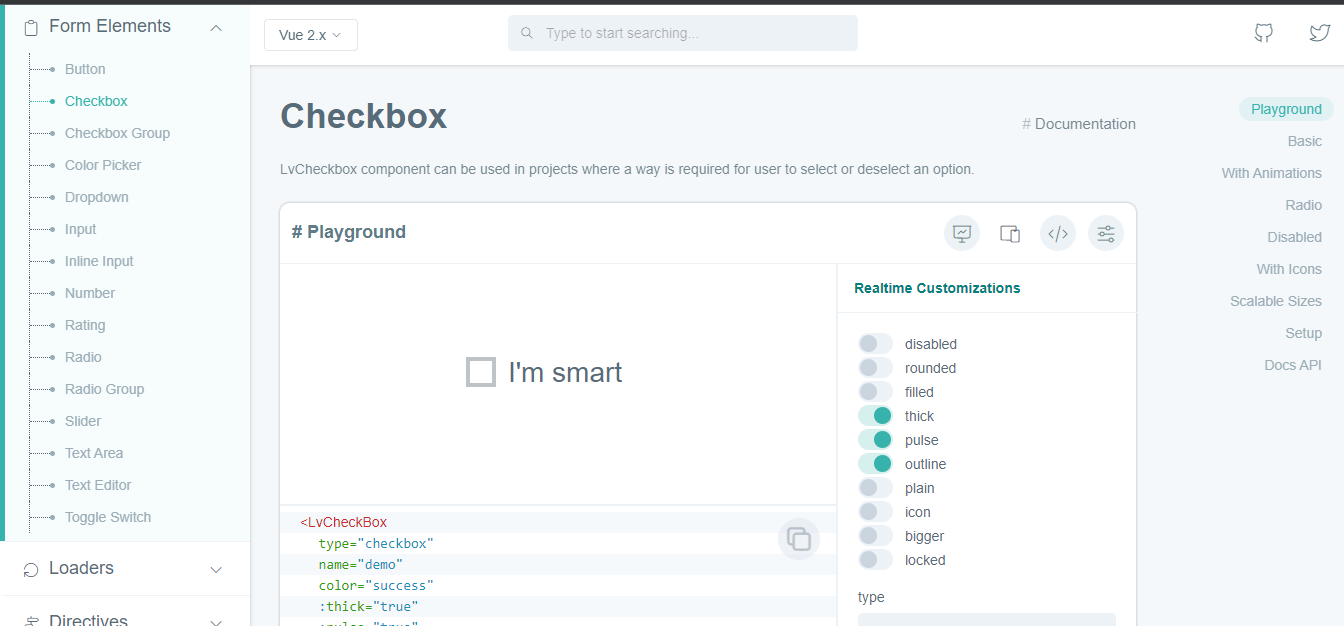 Form Elements
Button
Checkbox
Checkbox Group
Color Picker
Dropdown
Input
Inline Input
Number
Rating
Radio
Radio Group
Slider
Text Area
Text Editor
Toggle Switch
Loaders
Directives
Vue 2.x
Type to start searching...
Checkbox
# Documentation
LvCheckbox component can be used in projects where a way is required for user to select or deselect an option.
# Playground
I'm smart
<LvCheckBox
type="checkbox"
name="demo"
color="success"
:thick="true"
:pulse="true"
Realtime Customizations
disabled
rounded
filled
thick
pulse
outline
plain
icon
bigger
locked
type
Playground
Basic
With Animations
Radio
Disabled
With Icons
Scalable Sizes
Setup
Docs API